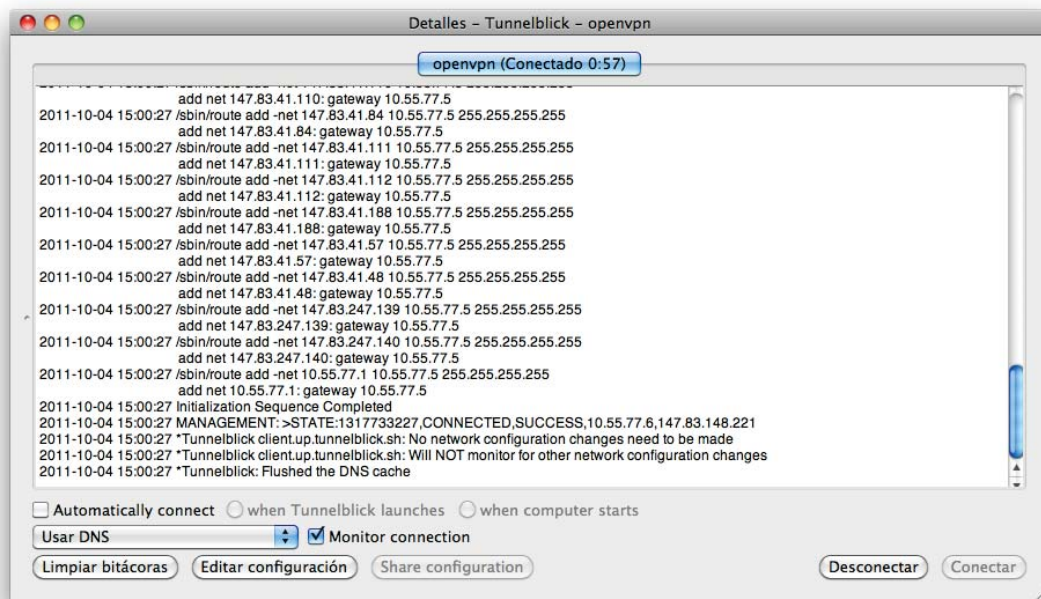 Detalles – Tunnelblick – openvpn
openvpn (Conectado 0:57)
add net 147.83.41.110: gateway 10.55.77.5
2011-10-04 15:00:27 /sbin/route add -net 147.83.41.84 10.55.77.5 255.255.255.255
add net 147.83.41.84: gateway 10.55.77.5
2011-10-04 15:00:27 /sbin/route add -net 147.83.41.111 10.55.77.5 255.255.255.255
add net 147.83.41.111: gateway 10.55.77.5
2011-10-04 15:00:27 /sbin/route add -net 147.83.41.112 10.55.77.5 255.255.255.255
add net 147.83.41.112: gateway 10.55.77.5
2011-10-04 15:00:27 /sbin/route add -net 147.83.41.188 10.55.77.5 255.255.255.255
add net 147.83.41.188: gateway 10.55.77.5
2011-10-04 15:00:27 /sbin/route add -net 147.83.41.57 10.55.77.5 255.255.255.255
add net 147.83.41.57: gateway 10.55.77.5
2011-10-04 15:00:27 /sbin/route add -net 147.83.41.48 10.55.77.5 255.255.255.255
add net 147.83.41.48: gateway 10.55.77.5
2011-10-04 15:00:27 /sbin/route add -net 147.83.247.139 10.55.77.5 255.255.255.255
add net 147.83.247.139: gateway 10.55.77.5
2011-10-04 15:00:27 /sbin/route add -net 147.83.247.140 10.55.77.5 255.255.255.255
add net 147.83.247.140: gateway 10.55.77.5
2011-10-04 15:00:27 /sbin/route add -net 10.55.77.1 10.55.77.5 255.255.255.255
add net 10.55.77.1: gateway 10.55.77.5
2011-10-04 15:00:27 Initialization Sequence Completed
2011-10-04 15:00:27 MANAGEMENT: >STATE:1317733227,CONNECTED,SUCCESS,10.55.77.6,147.83.148.221
2011-10-04 15:00:27 *Tunnelblick client.up.tunnelblick.sh: No network configuration changes need to be made
2011-10-04 15:00:27 *Tunnelblick client.up.tunnelblick.sh: Will NOT monitor for other network configuration changes
2011-10-04 15:00:27 *Tunnelblick: Flushed the DNS cache
Automatically connect when Tunnelblick launches when computer starts
Usar DNS Monitor connection
Limpiar bitácoras Editar configuración Share configuration Desconectar Conectar